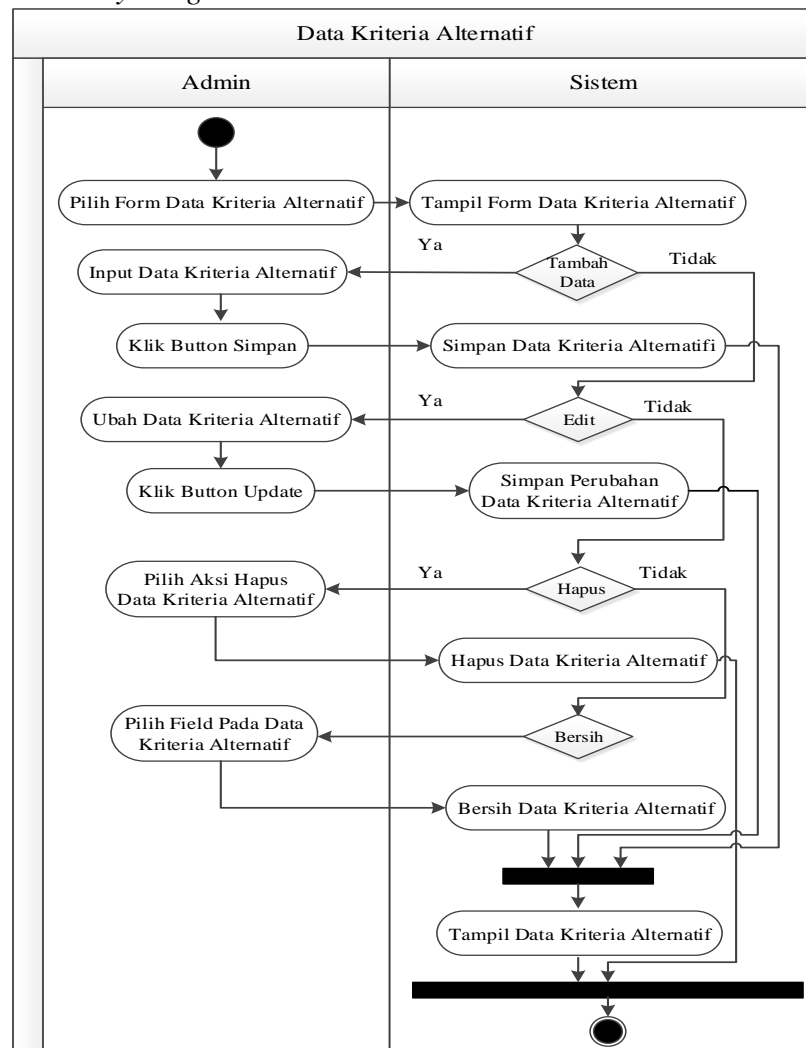 Data Kriteria Alternatif
Admin
Sistem
Pilih Form Data Kriteria Alternatif
Tampil Form Data Kriteria Alternatif
Ya
Tidak
Input Data Kriteria Alternatif
Tambah
Data
Klik Button Simpan
Simpan Data Kriteria Alternatifi
Ya
Tidak
Ubah Data Kriteria Alternatif
Edit
Klik Button Update
Simpan Perubahan
Data Kriteria Alternatif
Ya
Tidak
Pilih Aksi Hapus
Data Kriteria Alternatif
Hapus
Hapus Data Kriteria Alternatif
Pilih Field Pada Data
Kriteria Alternatif
Bersih
Bersih Data Kriteria Alternatif
Tampil Data Kriteria Alternatif